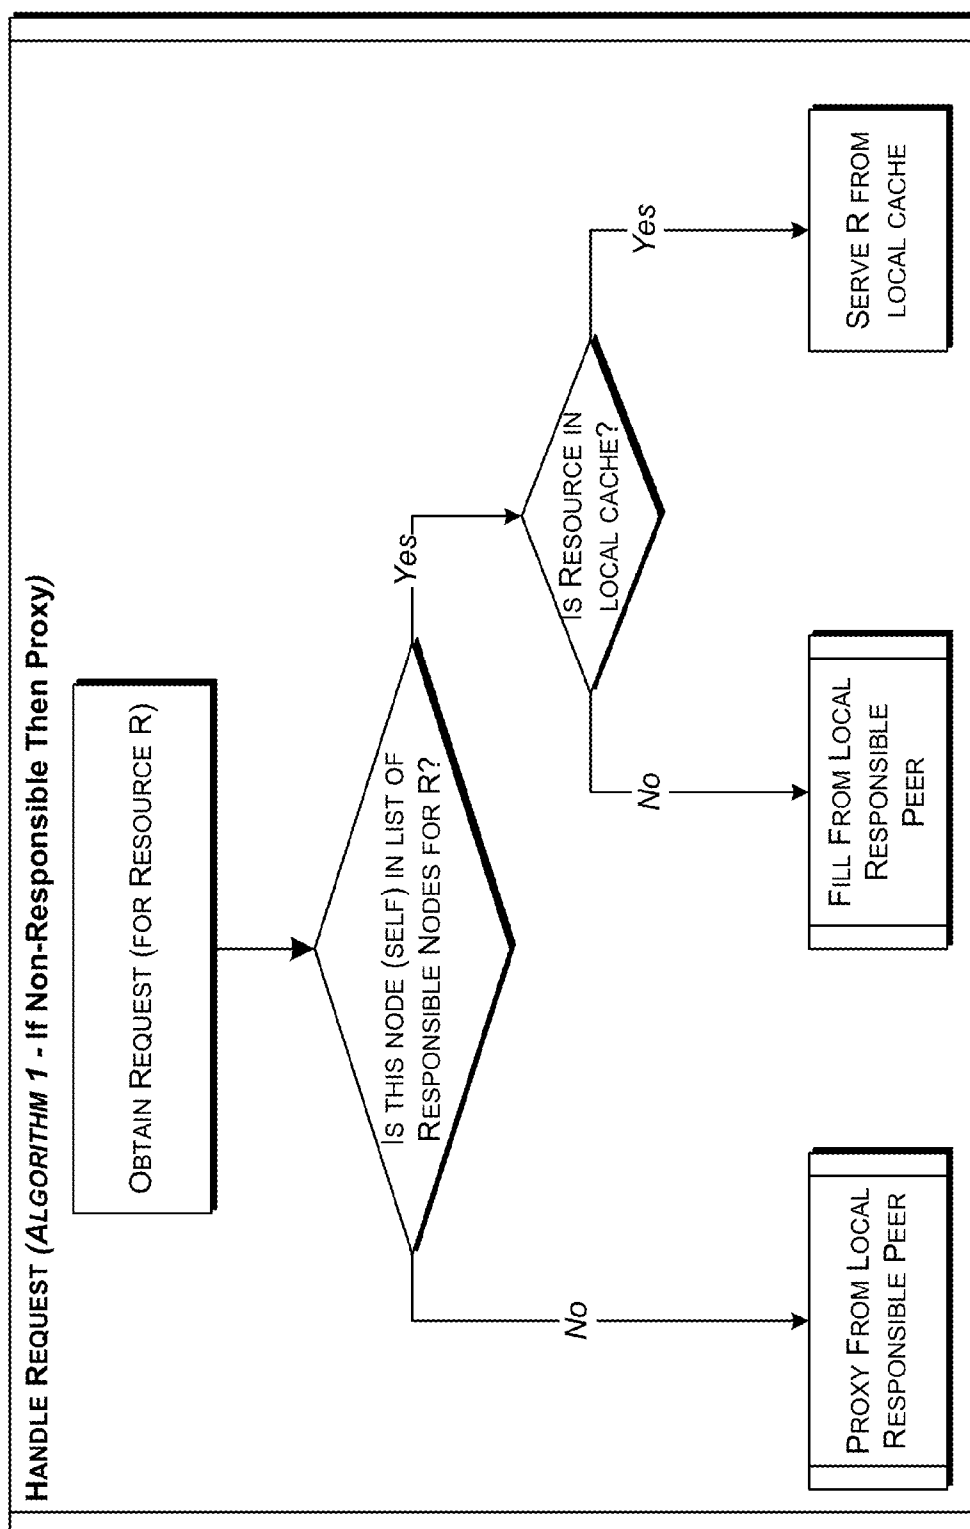 HANDLE REQUEST (ALGORITHM 1 - If Non-Responsible Then Proxy)
OBTAIN REQUEST (FOR RESOURCE R)
IS THIS NODE (SELF) IN LIST OF
RESPONSIBLE NODES FOR R?
No
Yes
IS RESOURCE IN
LOCAL CACHE?
No
Yes
PROXY FROM LOCAL
RESPONSIBLE PEER
FILL FROM LOCAL
RESPONSIBLE
PEER
SERVE R FROM
LOCAL CACHE